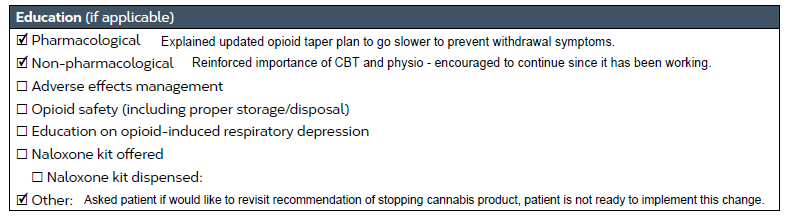 Education (if applicable)
☑ Pharmacological Explained updated opioid taper plan to go slower to prevent withdrawal symptoms.
☑ Non-pharmacological Reinforced importance of CBT and physio - encouraged to continue since it has been working.
☐ Adverse effects management
☐ Opioid safety (including proper storage/disposal)
☐ Education on opioid-induced respiratory depression
☐ Naloxone kit offered
☐ Naloxone kit dispensed:
☑ Other: Asked patient if would like to revisit recommendation of stopping cannabis product, patient is not ready to implement this change.